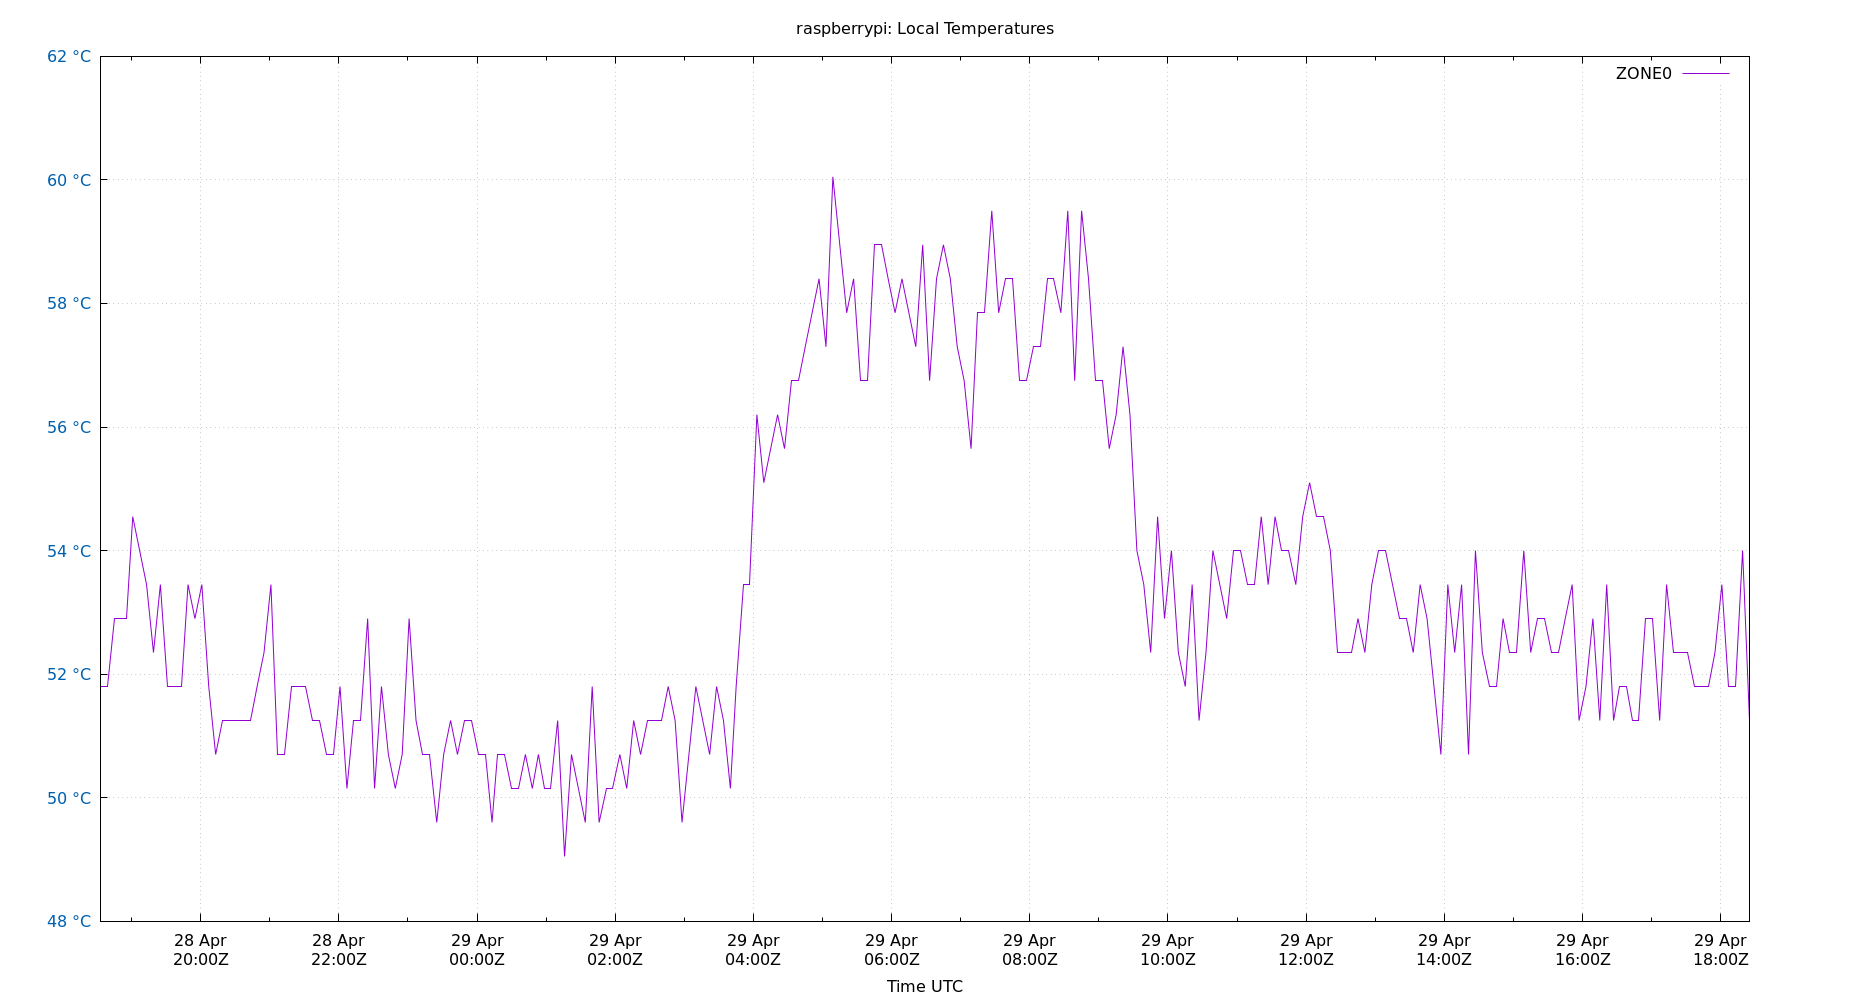 raspberrypi: Local Temperatures
62 °C
ZONE0
60 °C
58 °C
56 °C
54 °C
52 °C
50 °C
48 °C
28 Apr 28 Apr 29 Apr 29 Apr 29 Apr 29 Apr 29 Apr 29 Apr 29 Apr 29 Apr 29 Apr 29 Apr
20:00Z 22:00Z 00:00Z 02:00Z 04:00Z 06:00Z 08:00Z 10:00Z 12:00Z 14:00Z 16:00Z 18:00Z
Time UTC